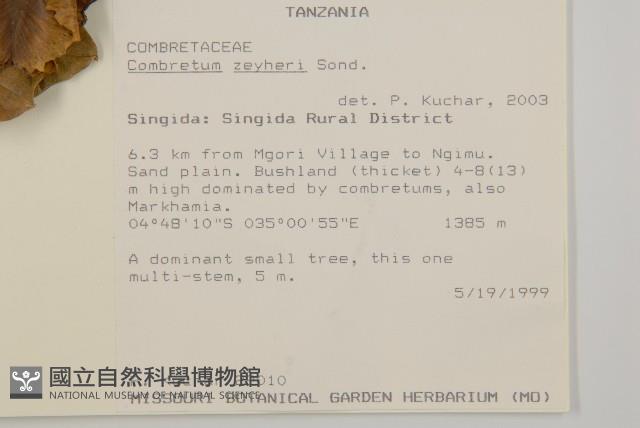 TANZANIA
COMBRETACEAE
Combretum zeyheri Sond.
det. P. Kuchar, 2003
Singida: Singida Rural District
6.3 km from Mgori Village to Ngimu.
Sand plain. Bushland (thicket) 4-8(13)
m high dominated by combretums, also
Markhamia.
04°48'10"S 035°00'55"E 1385 m
A dominant small tree, this one
multi-stem, 5 m.
5/19/1999
國立自然科學博物館
NATIONAL MUSEUM OF NATURAL SCIENCE
MISSOURI BOTANICAL GARDEN HERBARIUM (MO)